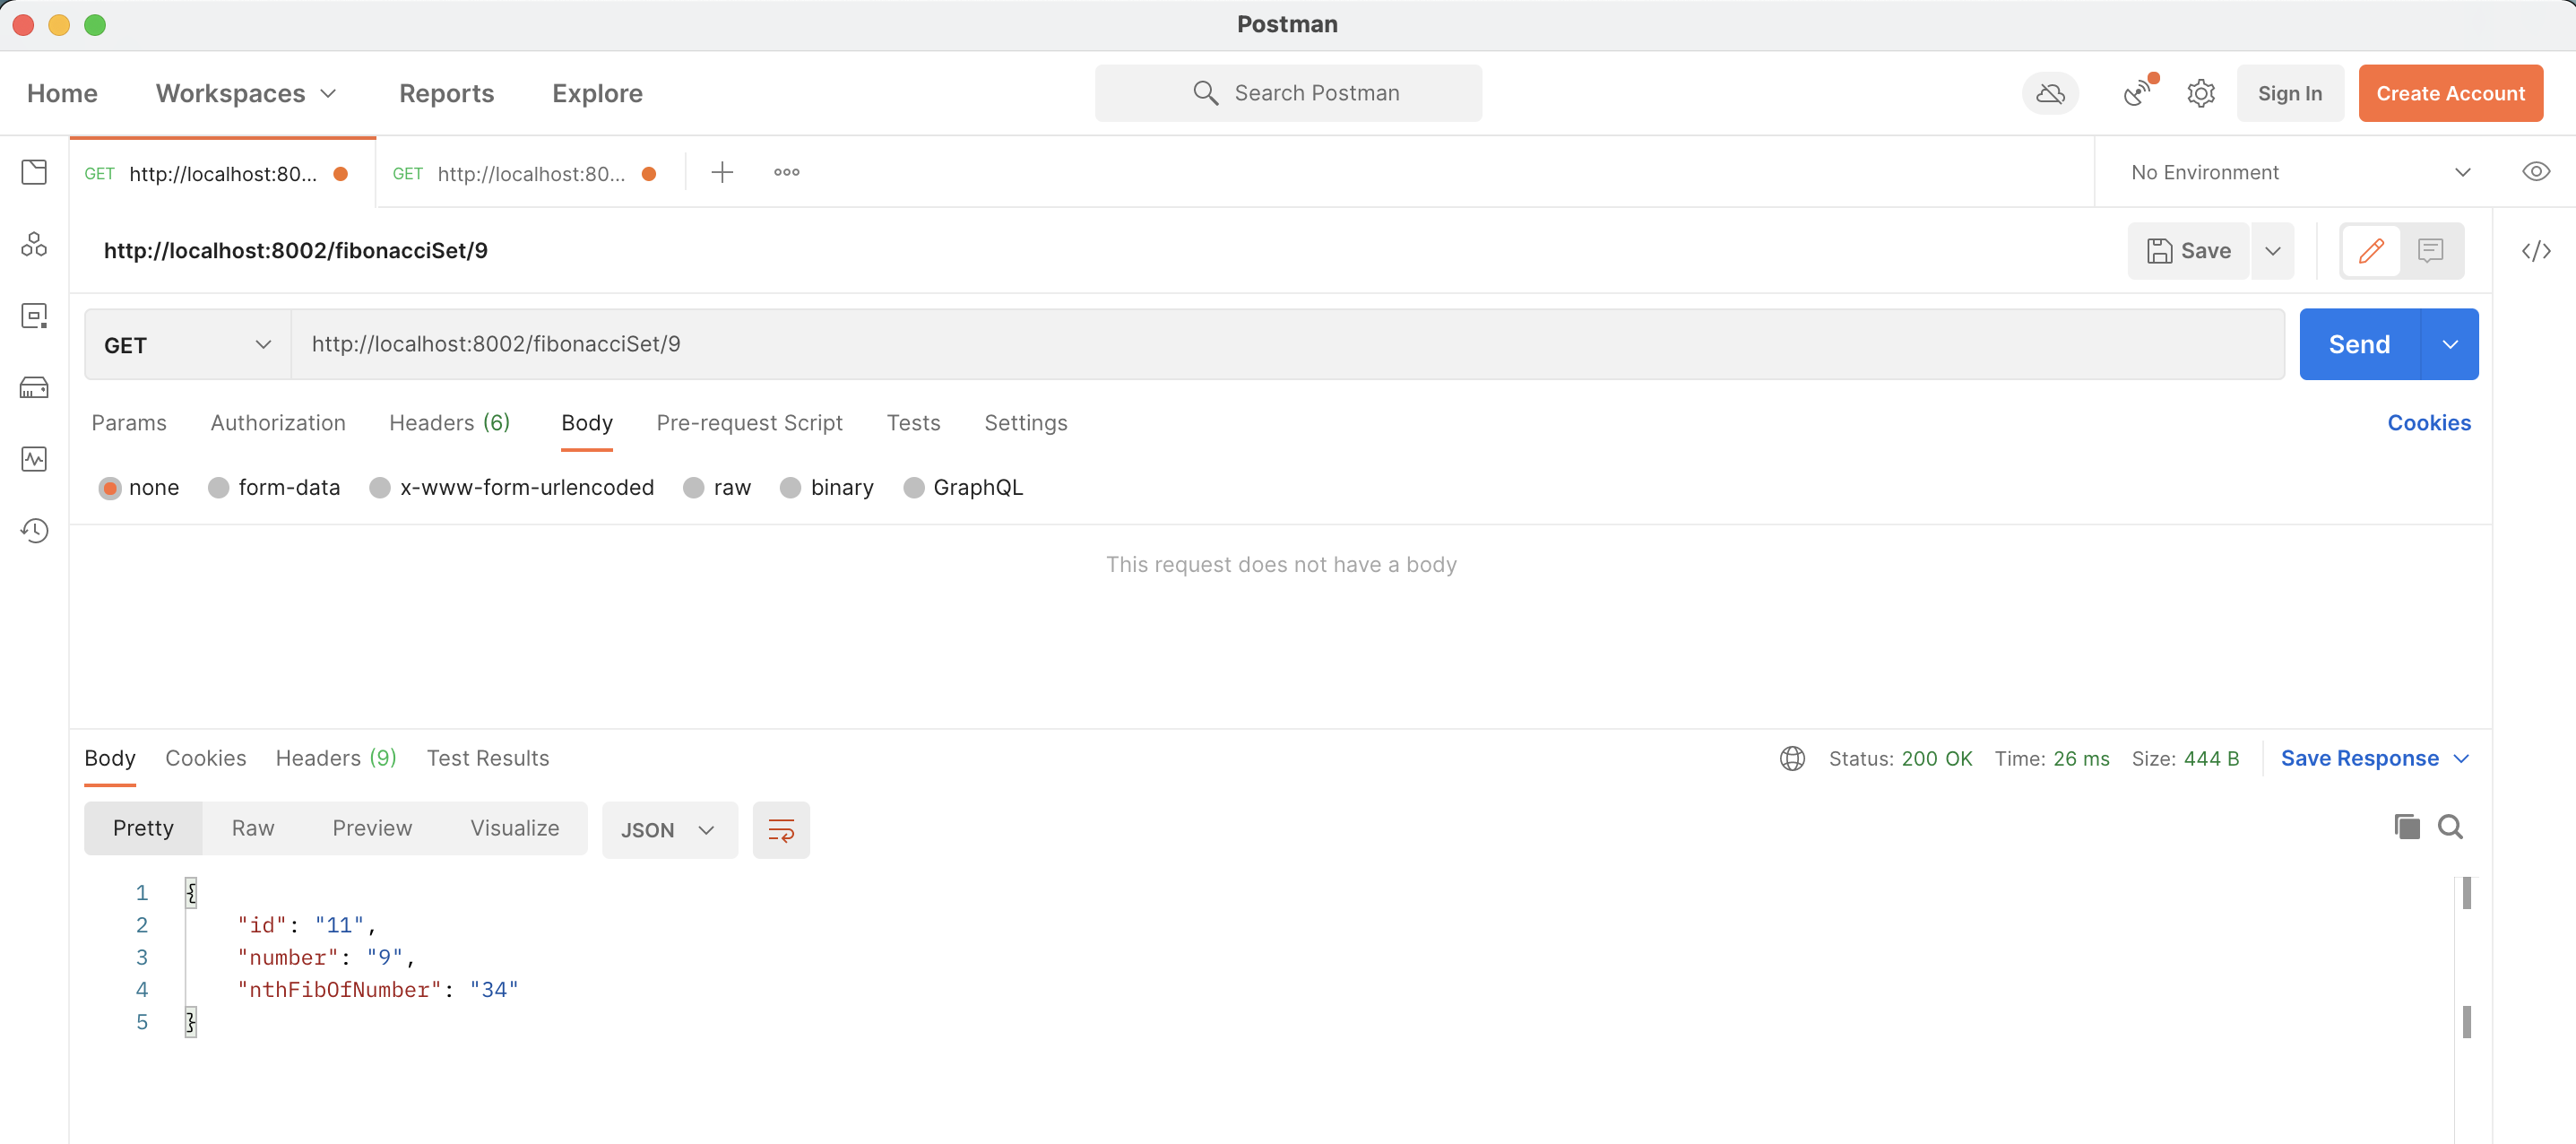 Postman
Home Workspaces Reports Explore Search Postman Sign In Create Account
GET http://localhost:80... GET http://localhost:80... No Environment
http://localhost:8002/fibonacciSet/9 Save
GET http://localhost:8002/fibonacciSet/9 Send
Params Authorization Headers (6) Body Pre-request Script Tests Settings Cookies
none form-data x-www-form-urlencoded raw binary GraphQL
This request does not have a body
Body Cookies Headers (9) Test Results Status: 200 OK Time: 26 ms Size: 444 B Save Response
Pretty Raw Preview Visualize JSON
1 {
2 "id": "11",
3 "number": "9",
4 "nthFibOfNumber": "34"
5 }